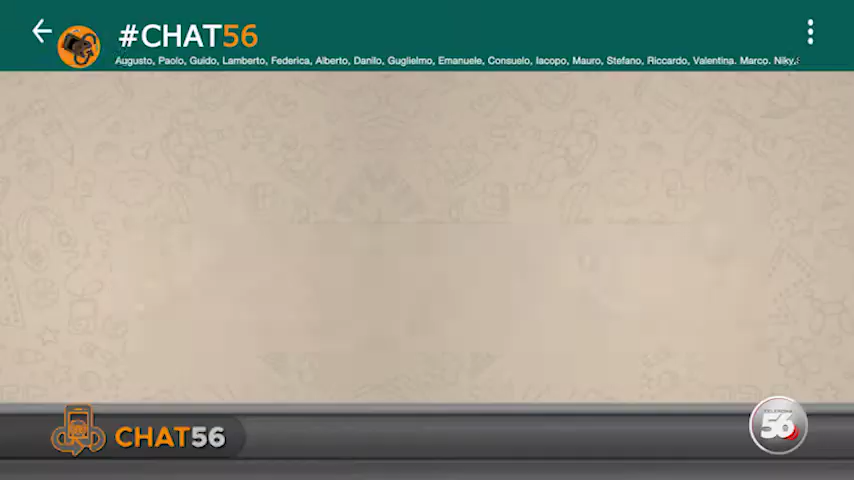 #CHAT56
Augusto, Paolo, Guido, Lamberto, Federica, Alberto, Danilo, Guglielmo, Emanuele, Consuelo, Iacopo, Mauro, Stefano, Riccardo, Valentina. Marco. Niky.
CHAT56
TELEROMA
56